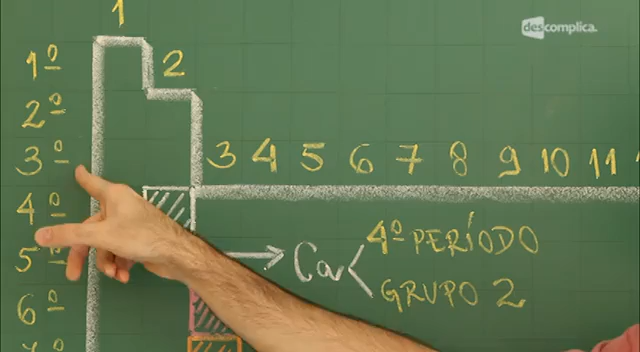 descomplica.
1
1º 2
2º
3º 3 4 5 6 7 8 9 10 11
4º 4º PERÍODO
5º Ca
6º GRUPO 2